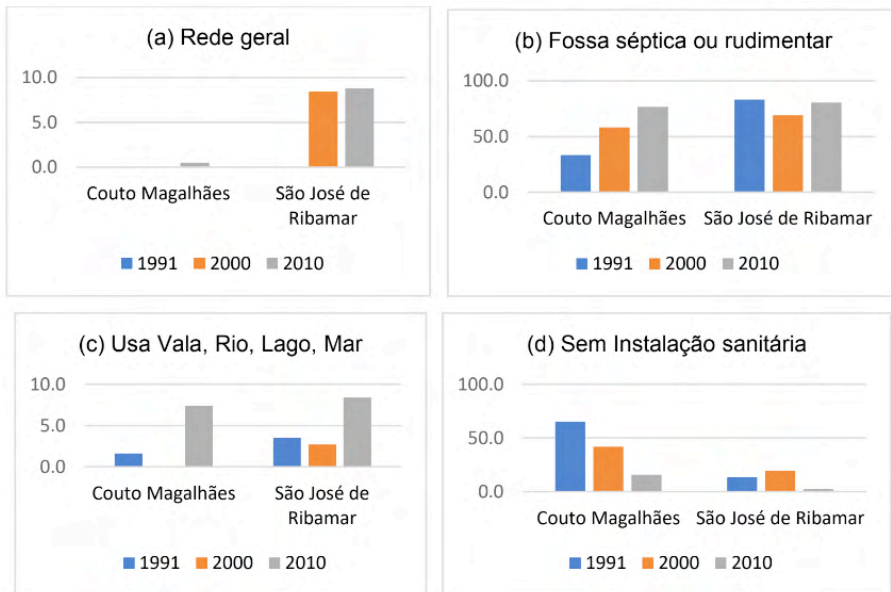 (a) Rede geral
10.0
5.0
0.0
Couto Magalhães
São José de
Ribamar
1991 2000 2010
(b) Fossa séptica ou rudimentar
100.0
50.0
0.0
Couto Magalhães São José de Ribamar
1991 2000 2010
(c) Usa Vala, Rio, Lago, Mar
10.0
5.0
0.0
Couto Magalhães
São José de
Ribamar
1991 2000 2010
(d) Sem Instalação sanitária
100.0
50.0
0.0
Couto Magalhães São José de Ribamar
1991 2000 2010